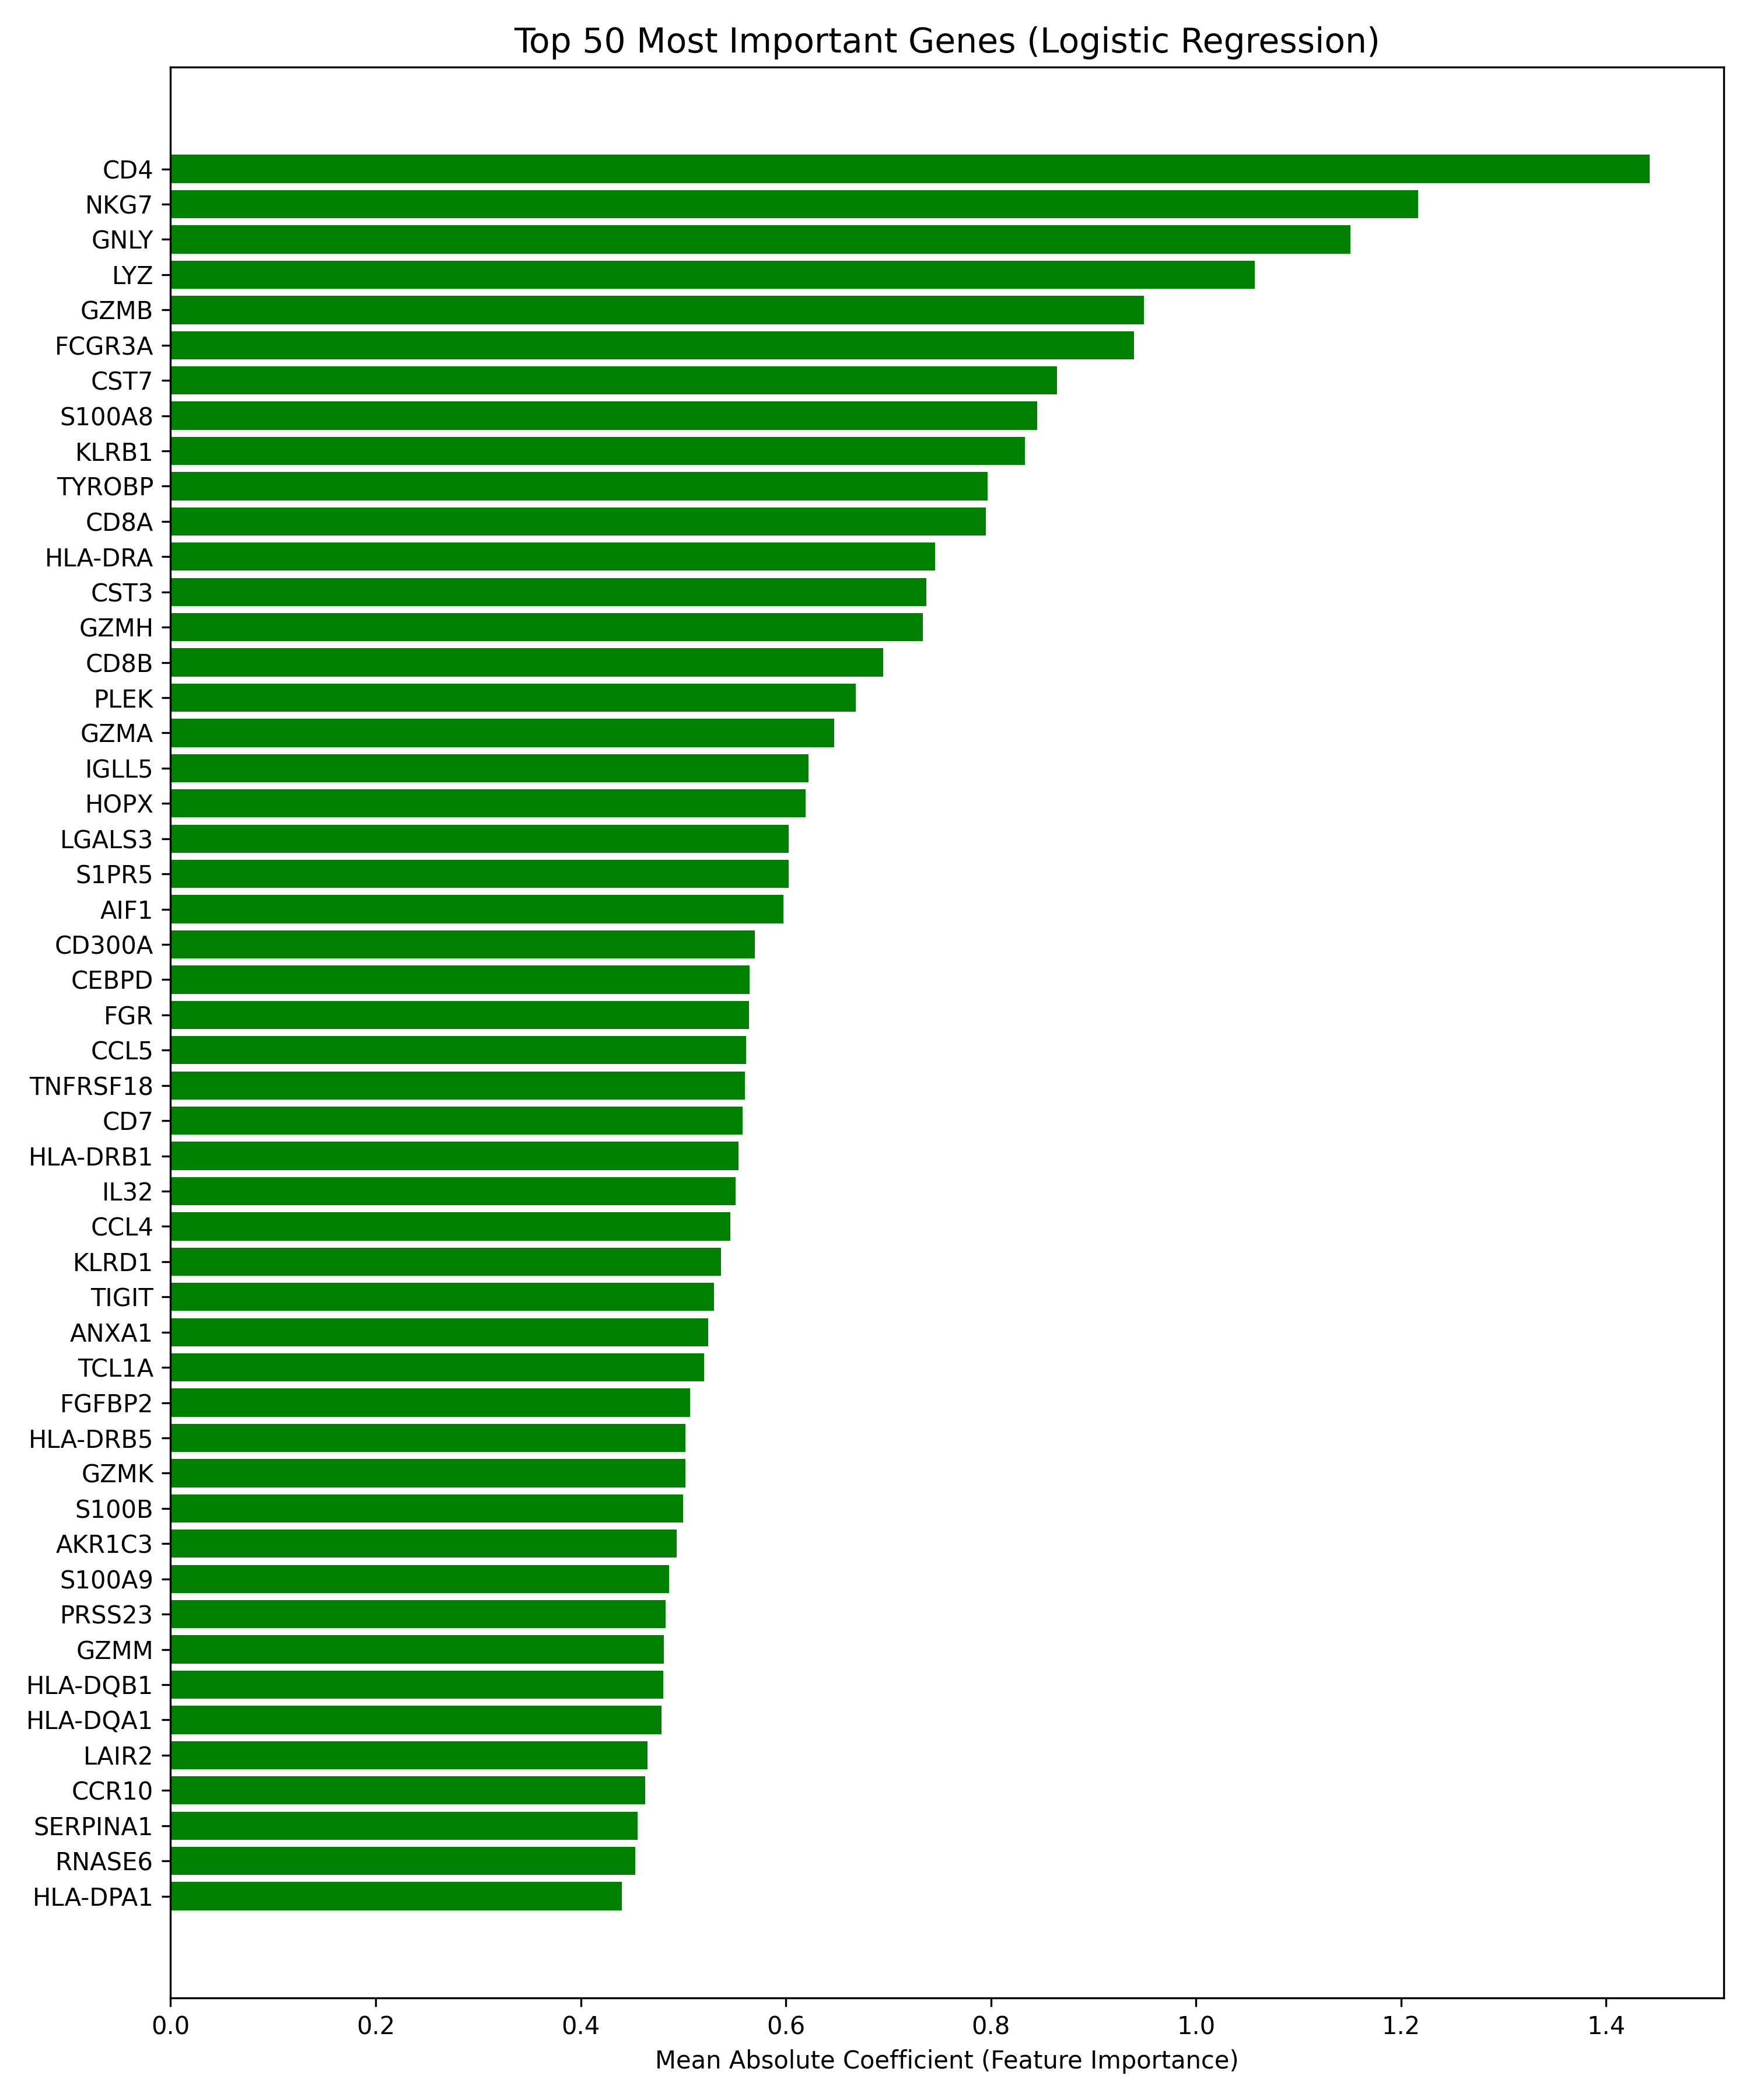 Top 50 Most Important Genes (Logistic Regression)
CD4
NKG7
GNLY
LYZ
GZMB
FCGR3A
CST7
S100A8
KLRB1
TYROBP
CD8A
HLA-DRA
CST3
GZMH
CD8B
PLEK
GZMA
IGLL5
HOPX
LGALS3
S1PR5
AIF1
CD300A
CEBPD
FGR
CCL5
TNFRSF18
CD7
HLA-DRB1
IL32
CCL4
KLRD1
TIGIT
ANXA1
TCL1A
FGFBP2
HLA-DRB5
GZMK
S100B
AKR1C3
S100A9
PRSS23
GZMM
HLA-DQB1
HLA-DQA1
LAIR2
CCR10
SERPINA1
RNASE6
HLA-DPA1
0.0 0.2 0.4 0.6 0.8 1.0 1.2 1.4
Mean Absolute Coefficient (Feature Importance)